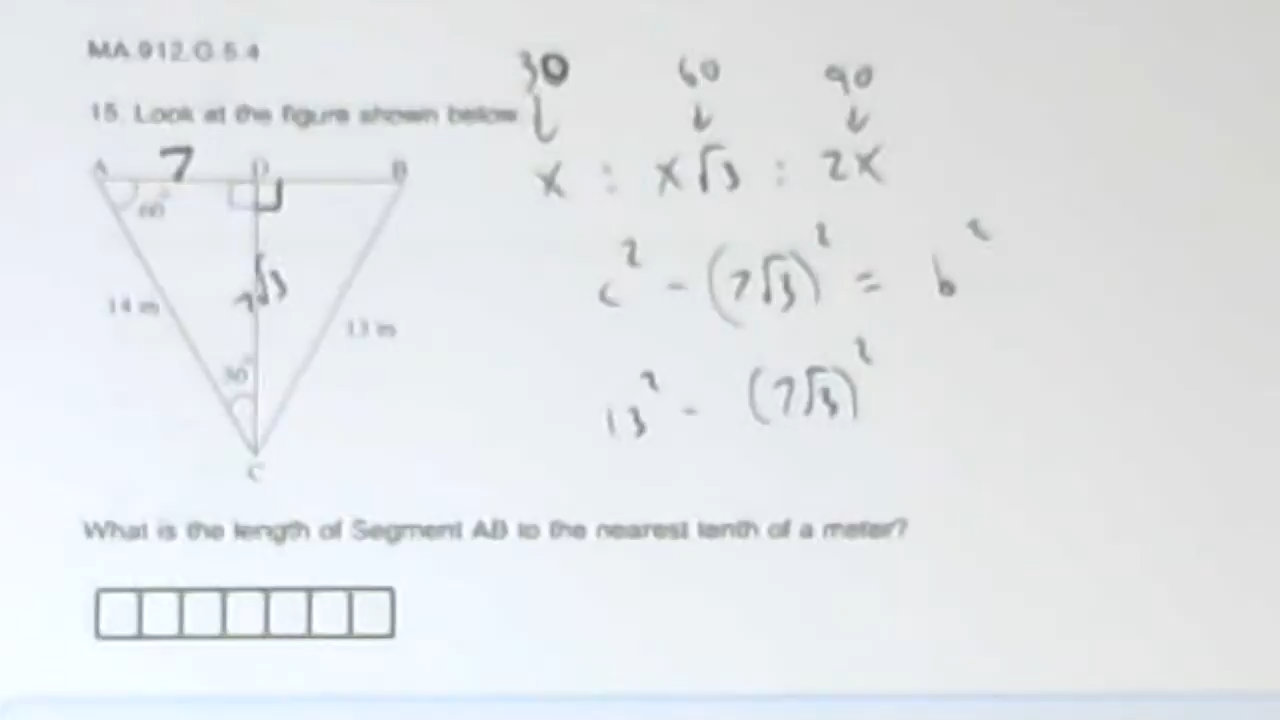 MA.912.G.5.4
30 60 90
15. Look at the figure shown below
x : x√3 : 2x
A 7 D B
60°
c² - (7√3)² = b²
7√3
14 m
13 m
30°
13² - (7√3)²
C
What is the length of Segment AB to the nearest tenth of a meter?